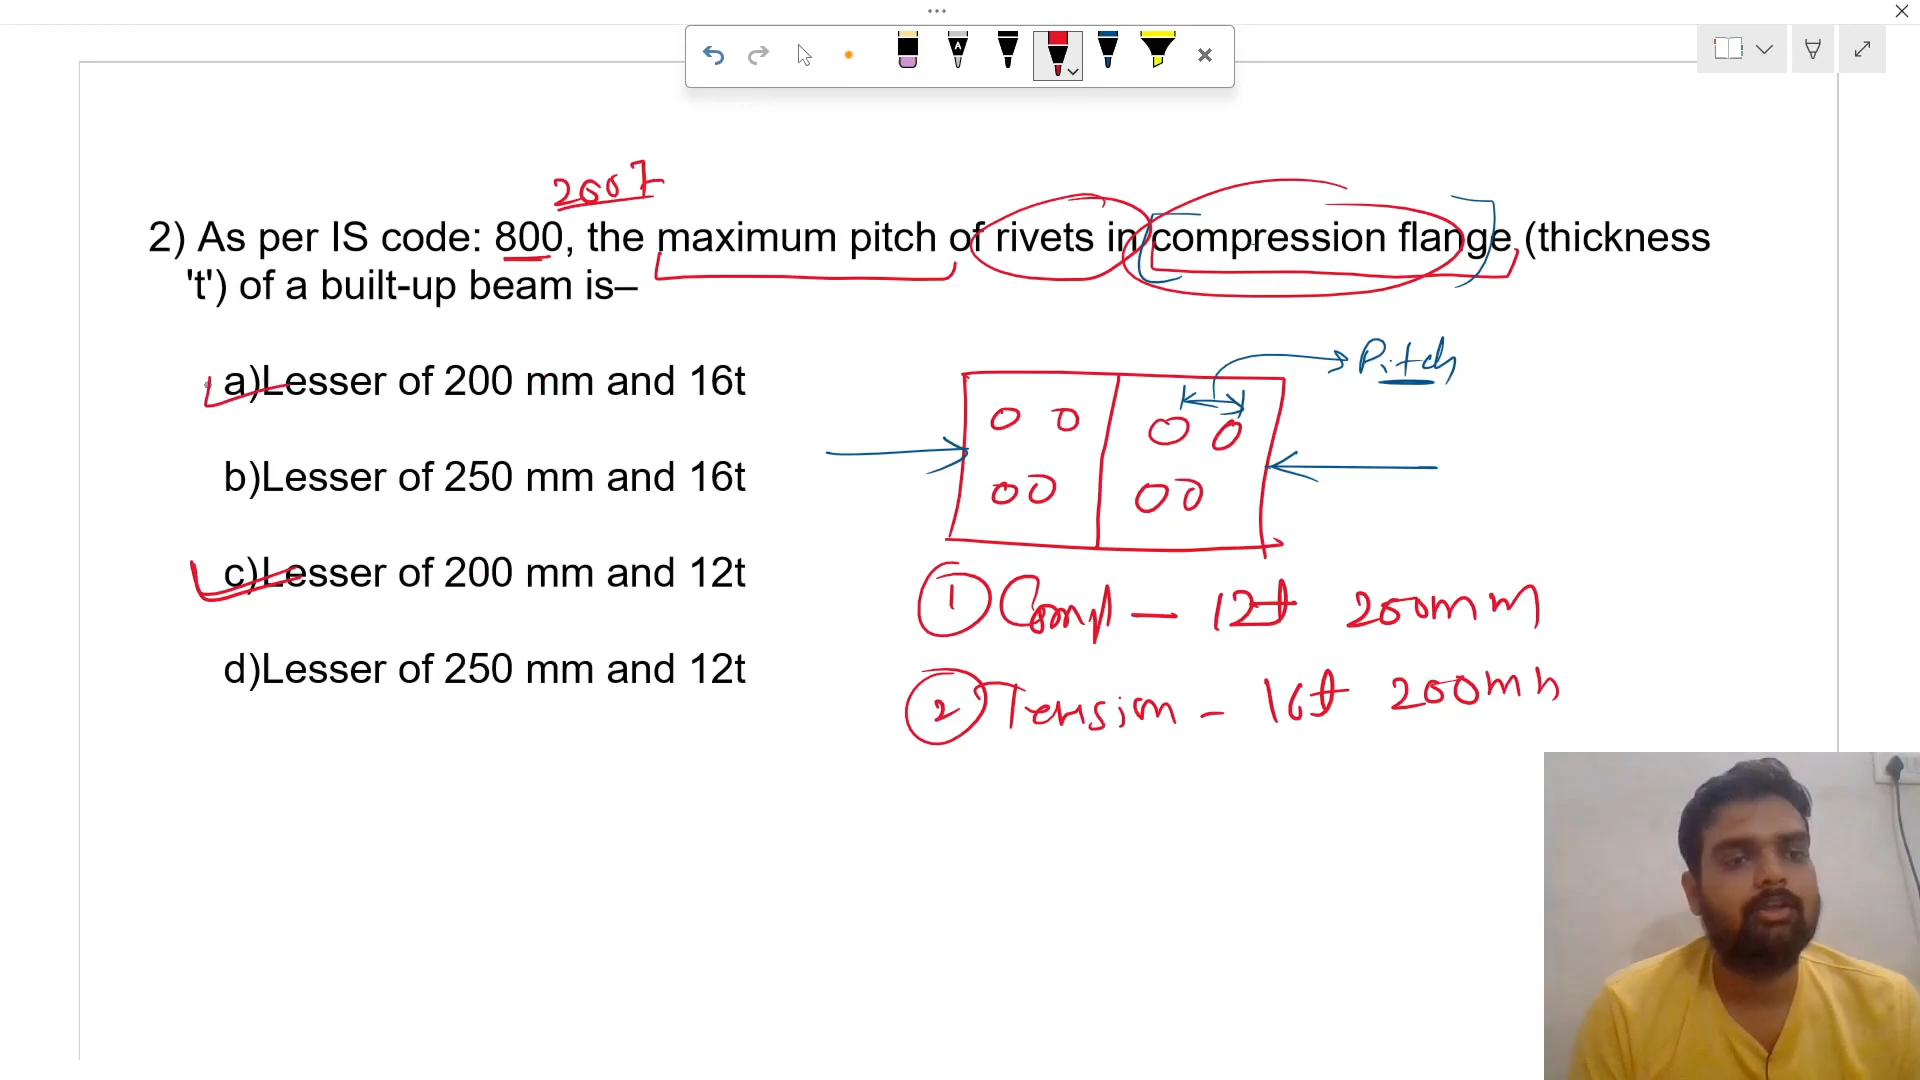 2007
2) As per IS code: 800, the maximum pitch of rivets in compression flange (thickness
't') of a built-up beam is–
a)Lesser of 200 mm and 16t
b)Lesser of 250 mm and 16t
c)Lesser of 200 mm and 12t
d)Lesser of 250 mm and 12t
Pitch
① Comp — 12t 200mm
② Tension - 16t 200mm